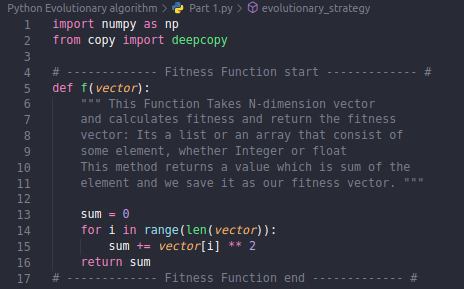 Python Evolutionary algorithm > Part 1.py > evolutionary_strategy
1 import numpy as np
2 from copy import deepcopy
3
4 # ------------- Fitness Function start ------------- #
5 def f(vector):
6 """ This Function Takes N-dimension vector
7 and calculates fitness and return the fitness
8 vector: Its a list or an array that consist of
9 some element, whether Integer or float
10 This method returns a value which is sum of the
11 element and we save it as our fitness vector. """
12
13 sum = 0
14 for i in range(len(vector)):
15 sum += vector[i] ** 2
16 return sum
17 # ------------- Fitness Function end ------------- #